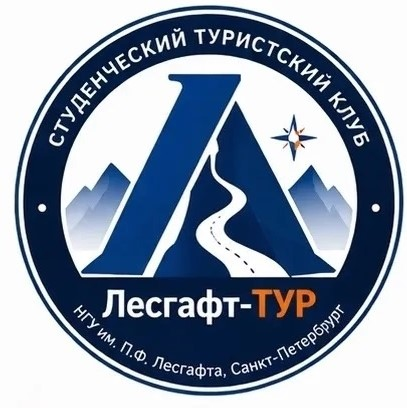 СТУДЕНЧЕСКИЙ ТУРИСТСКИЙ КЛУБ
Лесгафт-ТУР
НГУ им. П.Ф. Лесгафта, Санкт-Петербург